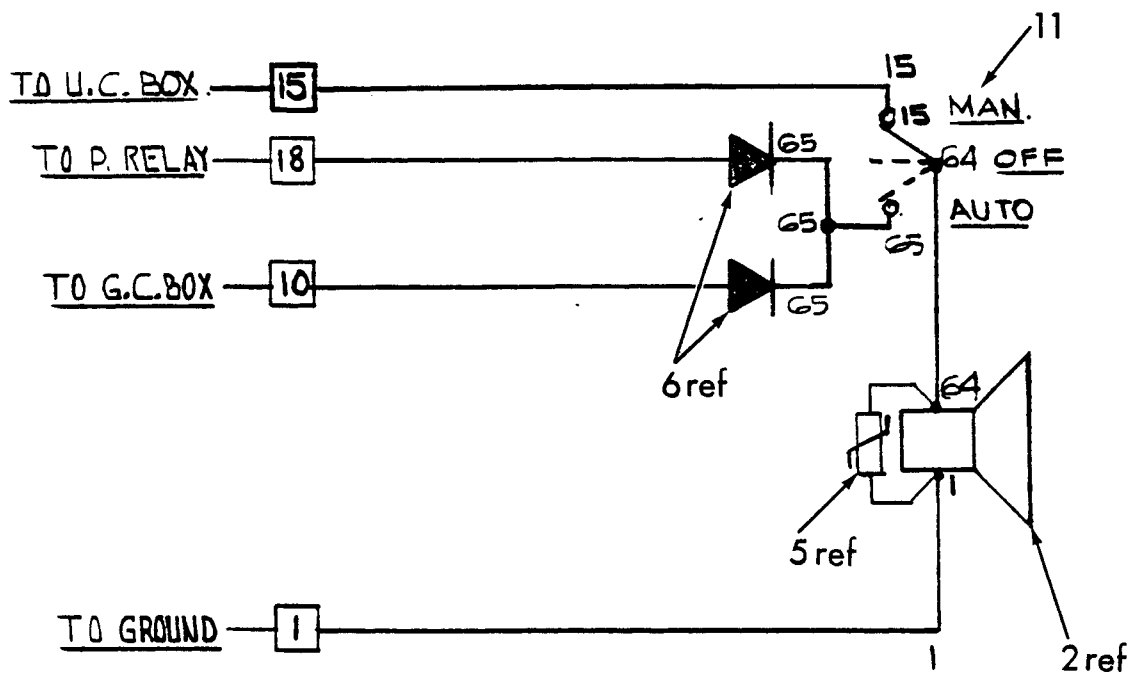 11
TO U.C. BOX. 15 15
15 MAN.
TO P. RELAY 18 65 64 OFF
65 AUTO
65
TO G.C.BOX 10 65
6 ref
64
1
5 ref
TO GROUND 1
1 2 ref